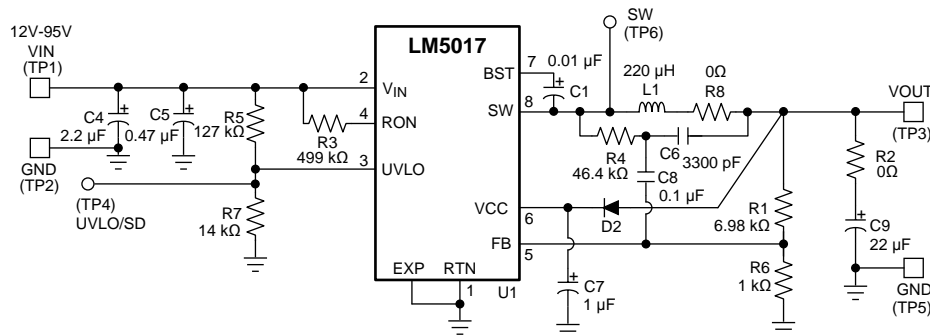 12V-95V
VIN
(TP1)
GND
(TP2)
(TP4)
UVLO/SD
C4
2.2 µF
C5
0.47 µF
R5
127 kΩ
R7
14 kΩ
R3
499 kΩ
LM5017
2
VIN
4
RON
3
UVLO
EXP
RTN
1
U1
BST
7
SW
8
VCC
6
FB
5
0.01 µF
C1
SW
(TP6)
220 µH
L1
0Ω
R8
R4
46.4 kΩ
C6
3300 pF
C8
0.1 µF
D2
C7
1 µF
R1
6.98 kΩ
R6
1 kΩ
VOUT
(TP3)
R2
0Ω
C9
22 µF
GND
(TP5)